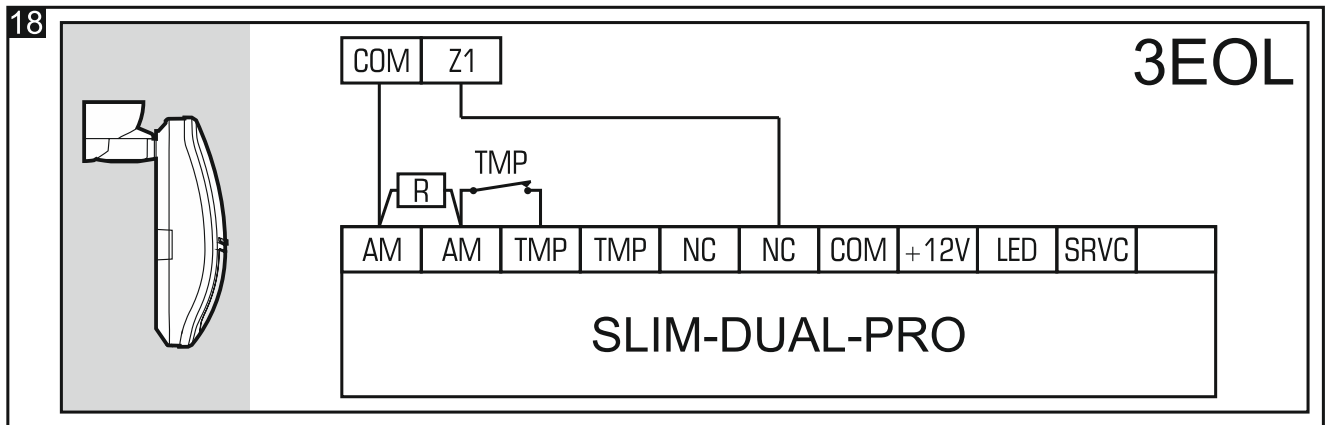 18
3EOL
COM Z1
TMP
R
AM AM TMP TMP NC NC COM +12V LED SRVC
SLIM-DUAL-PRO